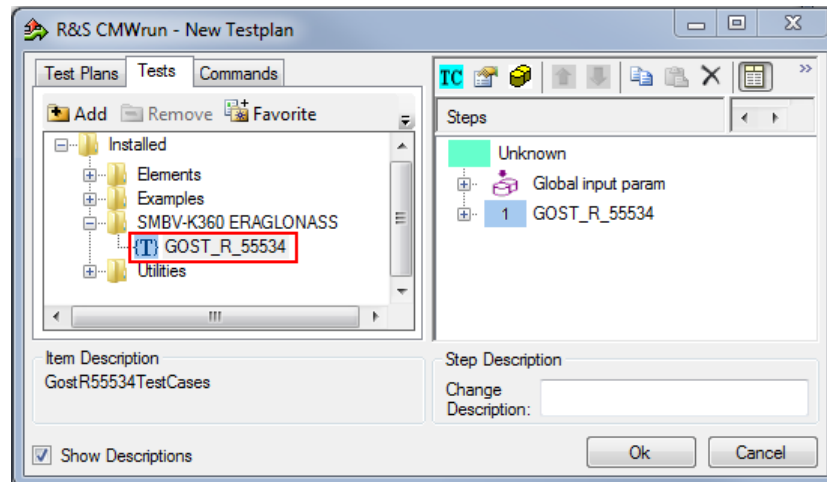 R&S CMWrun - New Testplan
Test Plans Tests Commands
Add Remove Favorite
Installed
Elements
Examples
SMBV-K360 ERAGLONASS
{T} GOST_R_55534
Utilities
Item Description
GostR55534TestCases
Show Descriptions
TC
Steps
Unknown
Global input param
1 GOST_R_55534
Step Description
Change
Description:
Ok Cancel